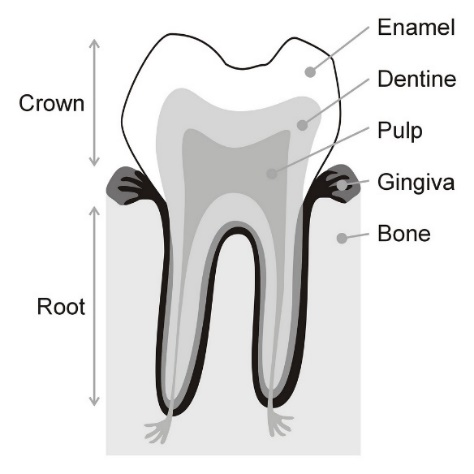 Enamel
Crown
Dentine
Pulp
Gingiva
Bone
Root